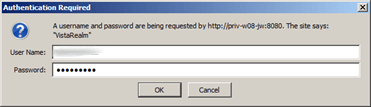 Authentication Required
A username and password are being requested by http://priv-w08-jw:8080. The site says:
"VistaRealm"
User Name:
Password: •••••••••
OK Cancel